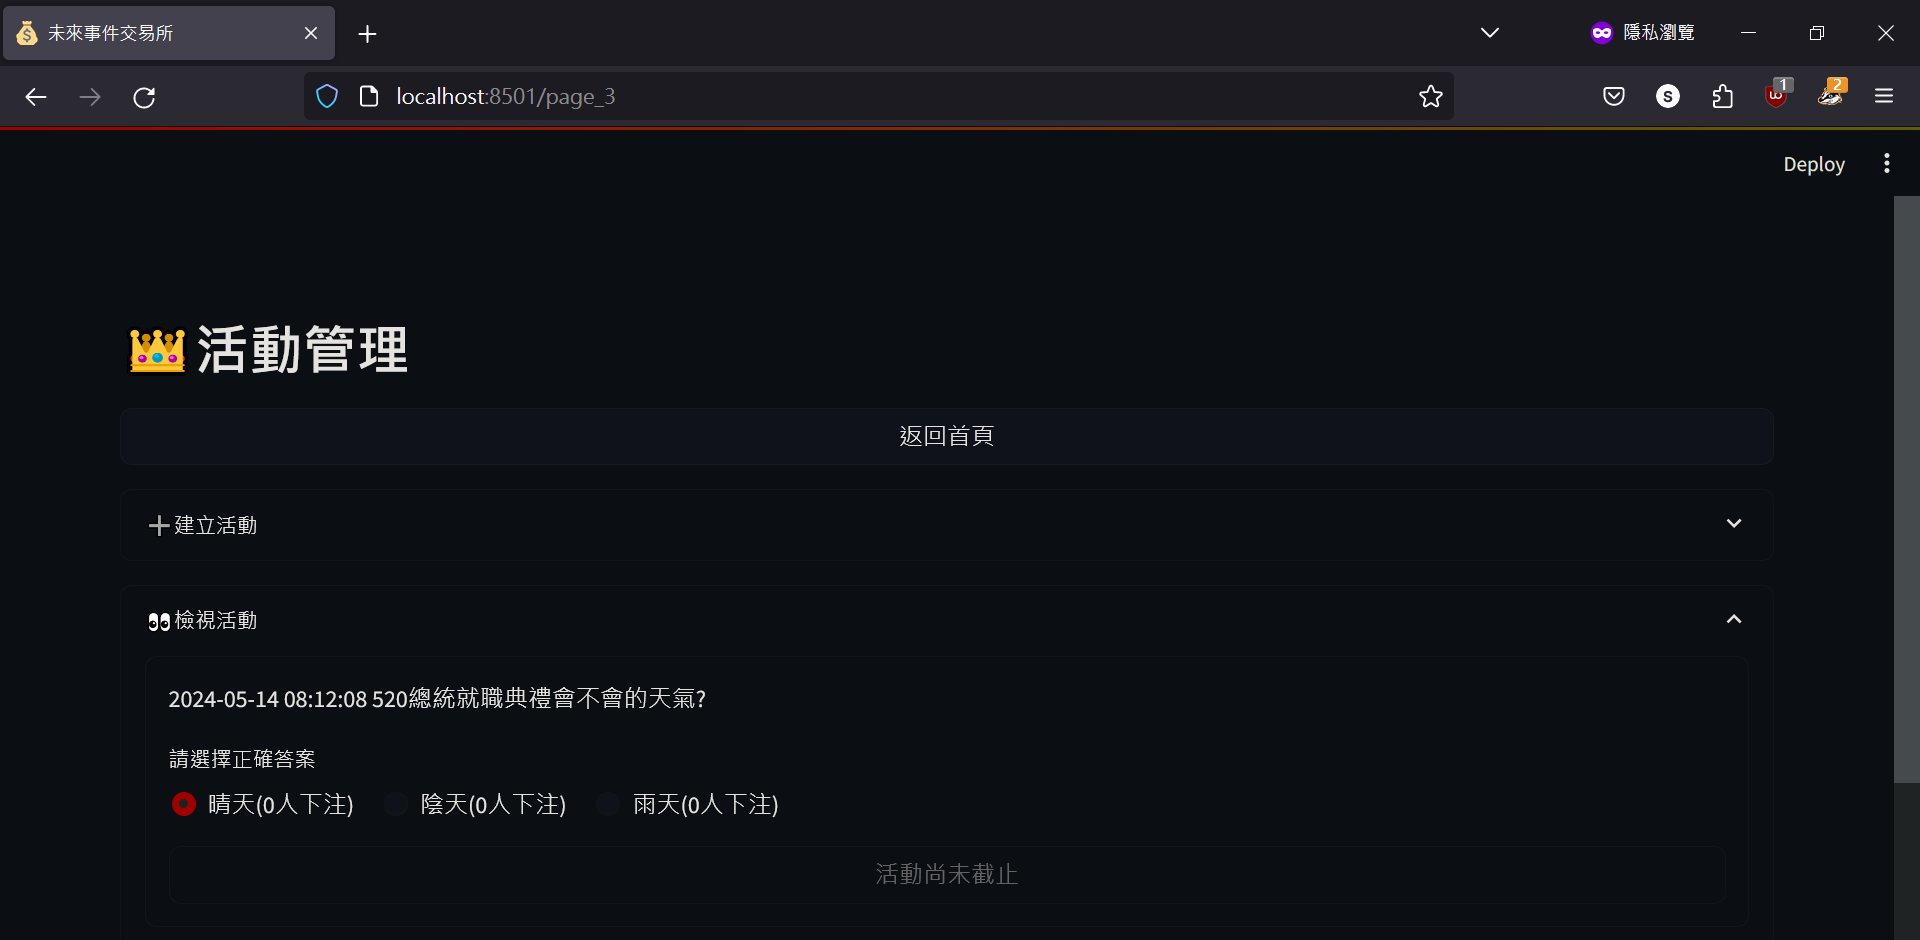 未來事件交易所
隱私瀏覽
localhost:8501/page_3
S
1
2
Deploy
活動管理
返回首頁
建立活動
檢視活動
2024-05-14 08:12:08 520總統就職典禮會不會的天氣?
請選擇正確答案
晴天(0人下注) 陰天(0人下注) 雨天(0人下注)
活動尚未截止